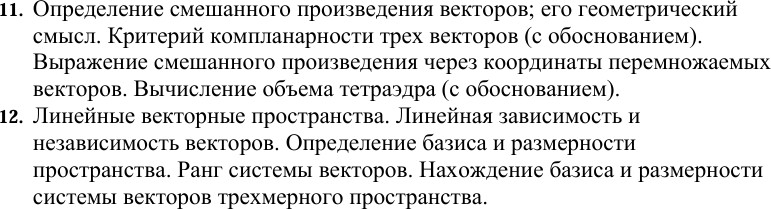 11. Определение смешанного произведения векторов; его геометрический
смысл. Критерий компланарности трех векторов (с обоснованием).
Выражение смешанного произведения через координаты перемножаемых
векторов. Вычисление объема тетраэдра (с обоснованием).
12. Линейные векторные пространства. Линейная зависимость и
независимость векторов. Определение базиса и размерности
пространства. Ранг системы векторов. Нахождение базиса и размерности
системы векторов трехмерного пространства.